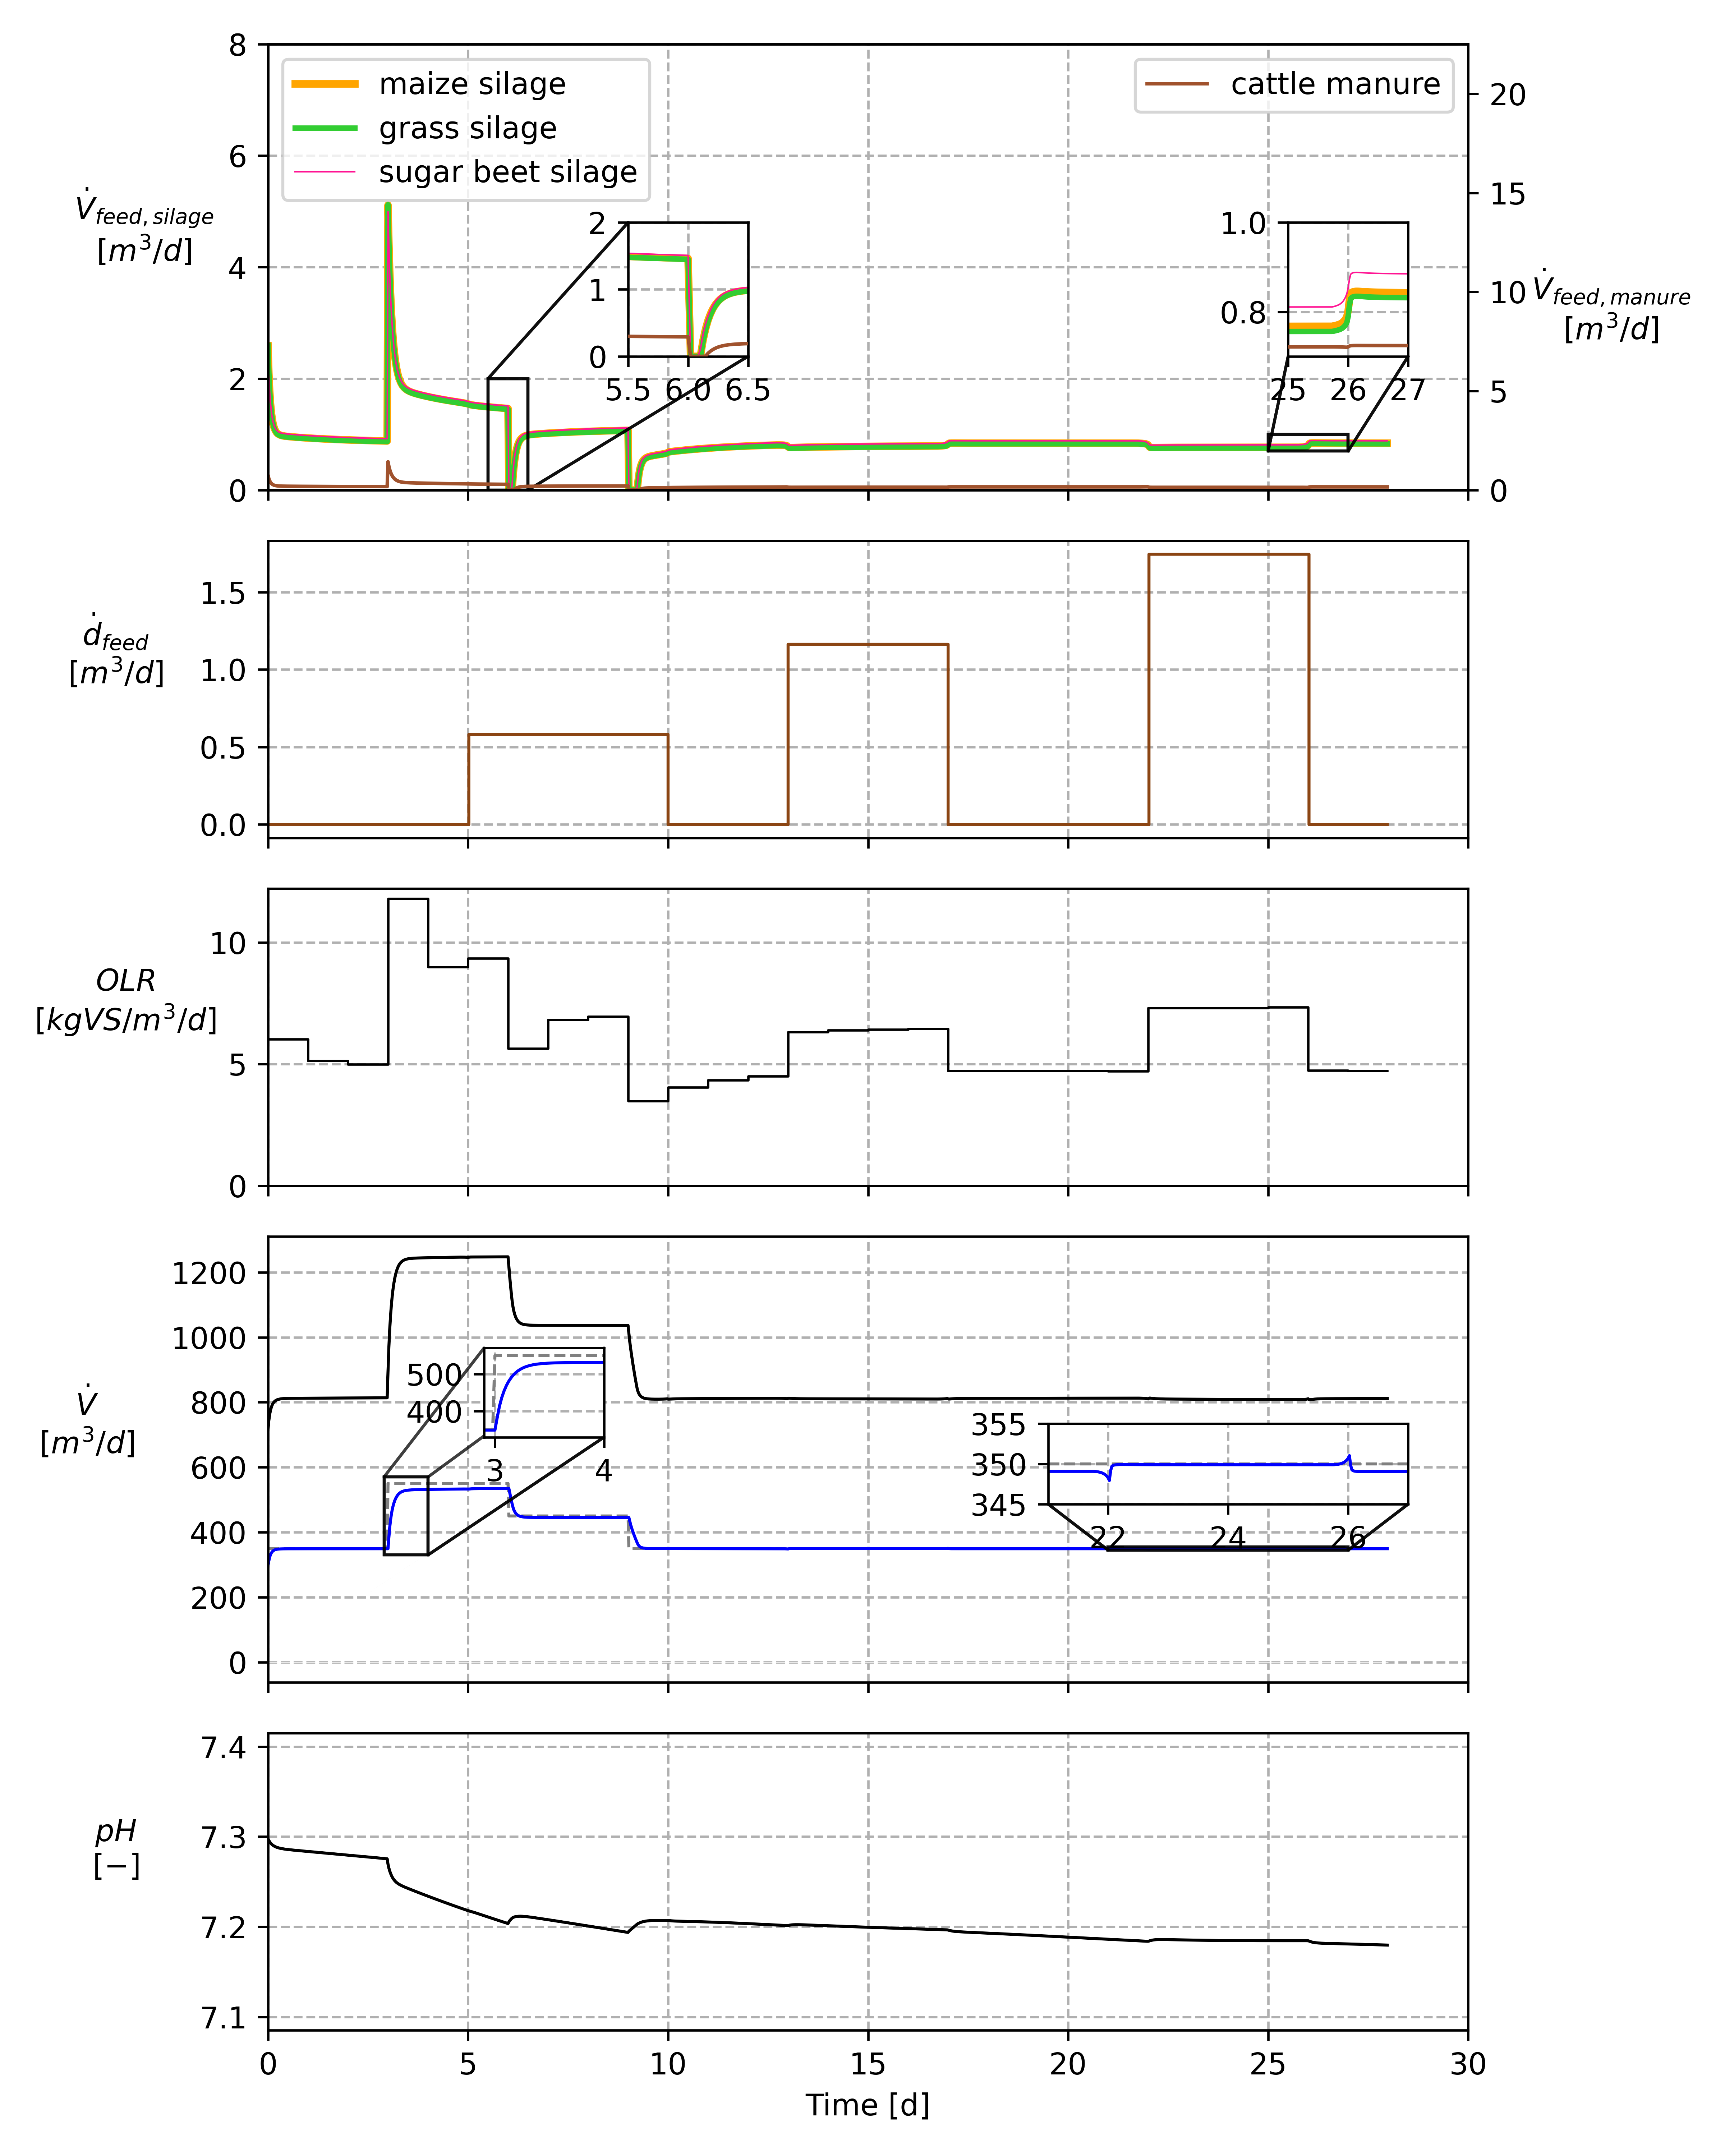 8
6
4
2
0
V̇feed, silage
[m³/d]
maize silage
grass silage
sugar beet silage
cattle manure
20
15
10
5
0
V̇feed, manure
[m³/d]
2
1
0
5.5 6.0 6.5
1.0
0.8
25 26 27
ḋfeed
[m³/d]
1.5
1.0
0.5
0.0
OLR
[kgVS/m³/d]
10
5
0
V̇
[m³/d]
1200
1000
800
600
400
200
0
500
400
3 4
355
350
345
22 24 26
pH
[−]
7.4
7.3
7.2
7.1
0 5 10 15 20 25 30
Time [d]